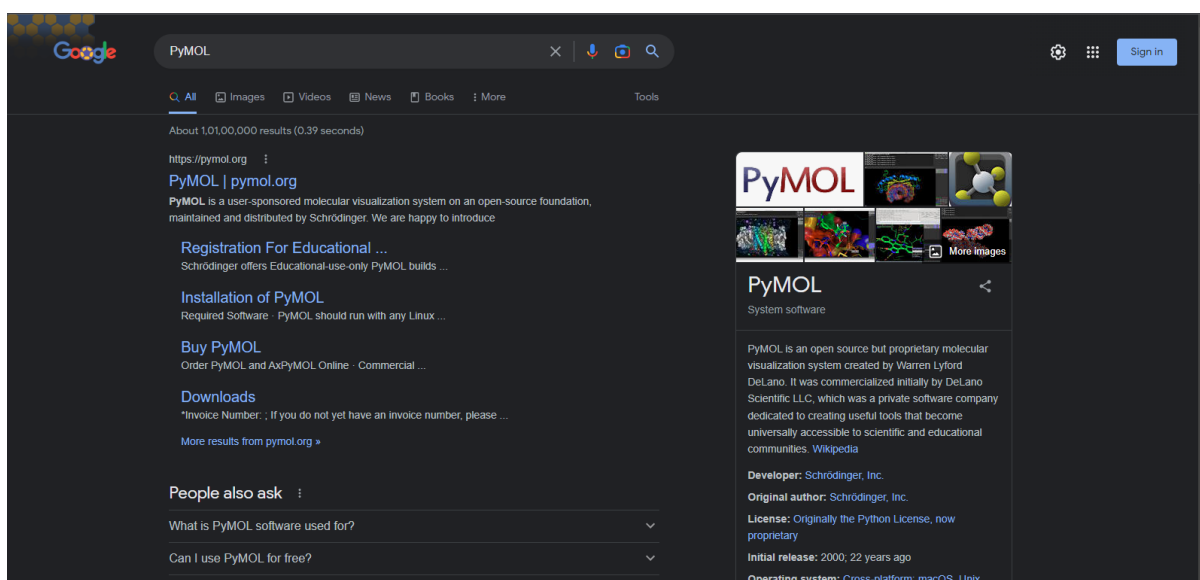 Google
PyMOL
Sign in
All
Images
Videos
News
Books
More
Tools
About 1,01,00,000 results (0.39 seconds)
https://pymol.org
PyMOL | pymol.org
PyMOL is a user-sponsored molecular visualization system on an open-source foundation,
maintained and distributed by Schrödinger. We are happy to introduce
Registration For Educational ...
Schrödinger offers Educational-use-only PyMOL builds ...
Installation of PyMOL
Required Software · PyMOL should run with any Linux ...
Buy PyMOL
Order PyMOL and AxPyMOL Online · Commercial ...
Downloads
*Invoice Number: ; If you do not yet have an invoice number, please ...
More results from pymol.org »
People also ask
What is PyMOL software used for?
Can I use PyMOL for free?
PyMOL
More images
PyMOL
System software
PyMOL is an open source but proprietary molecular
visualization system created by Warren Lyford
DeLano. It was commercialized initially by DeLano
Scientific LLC, which was a private software company
dedicated to creating useful tools that become
universally accessible to scientific and educational
communities. Wikipedia
Developer: Schrödinger, Inc.
Original author: Schrödinger, Inc.
License: Originally the Python License, now
proprietary
Initial release: 2000; 22 years ago
Operating system: Cross-platform: macOS, Unix,